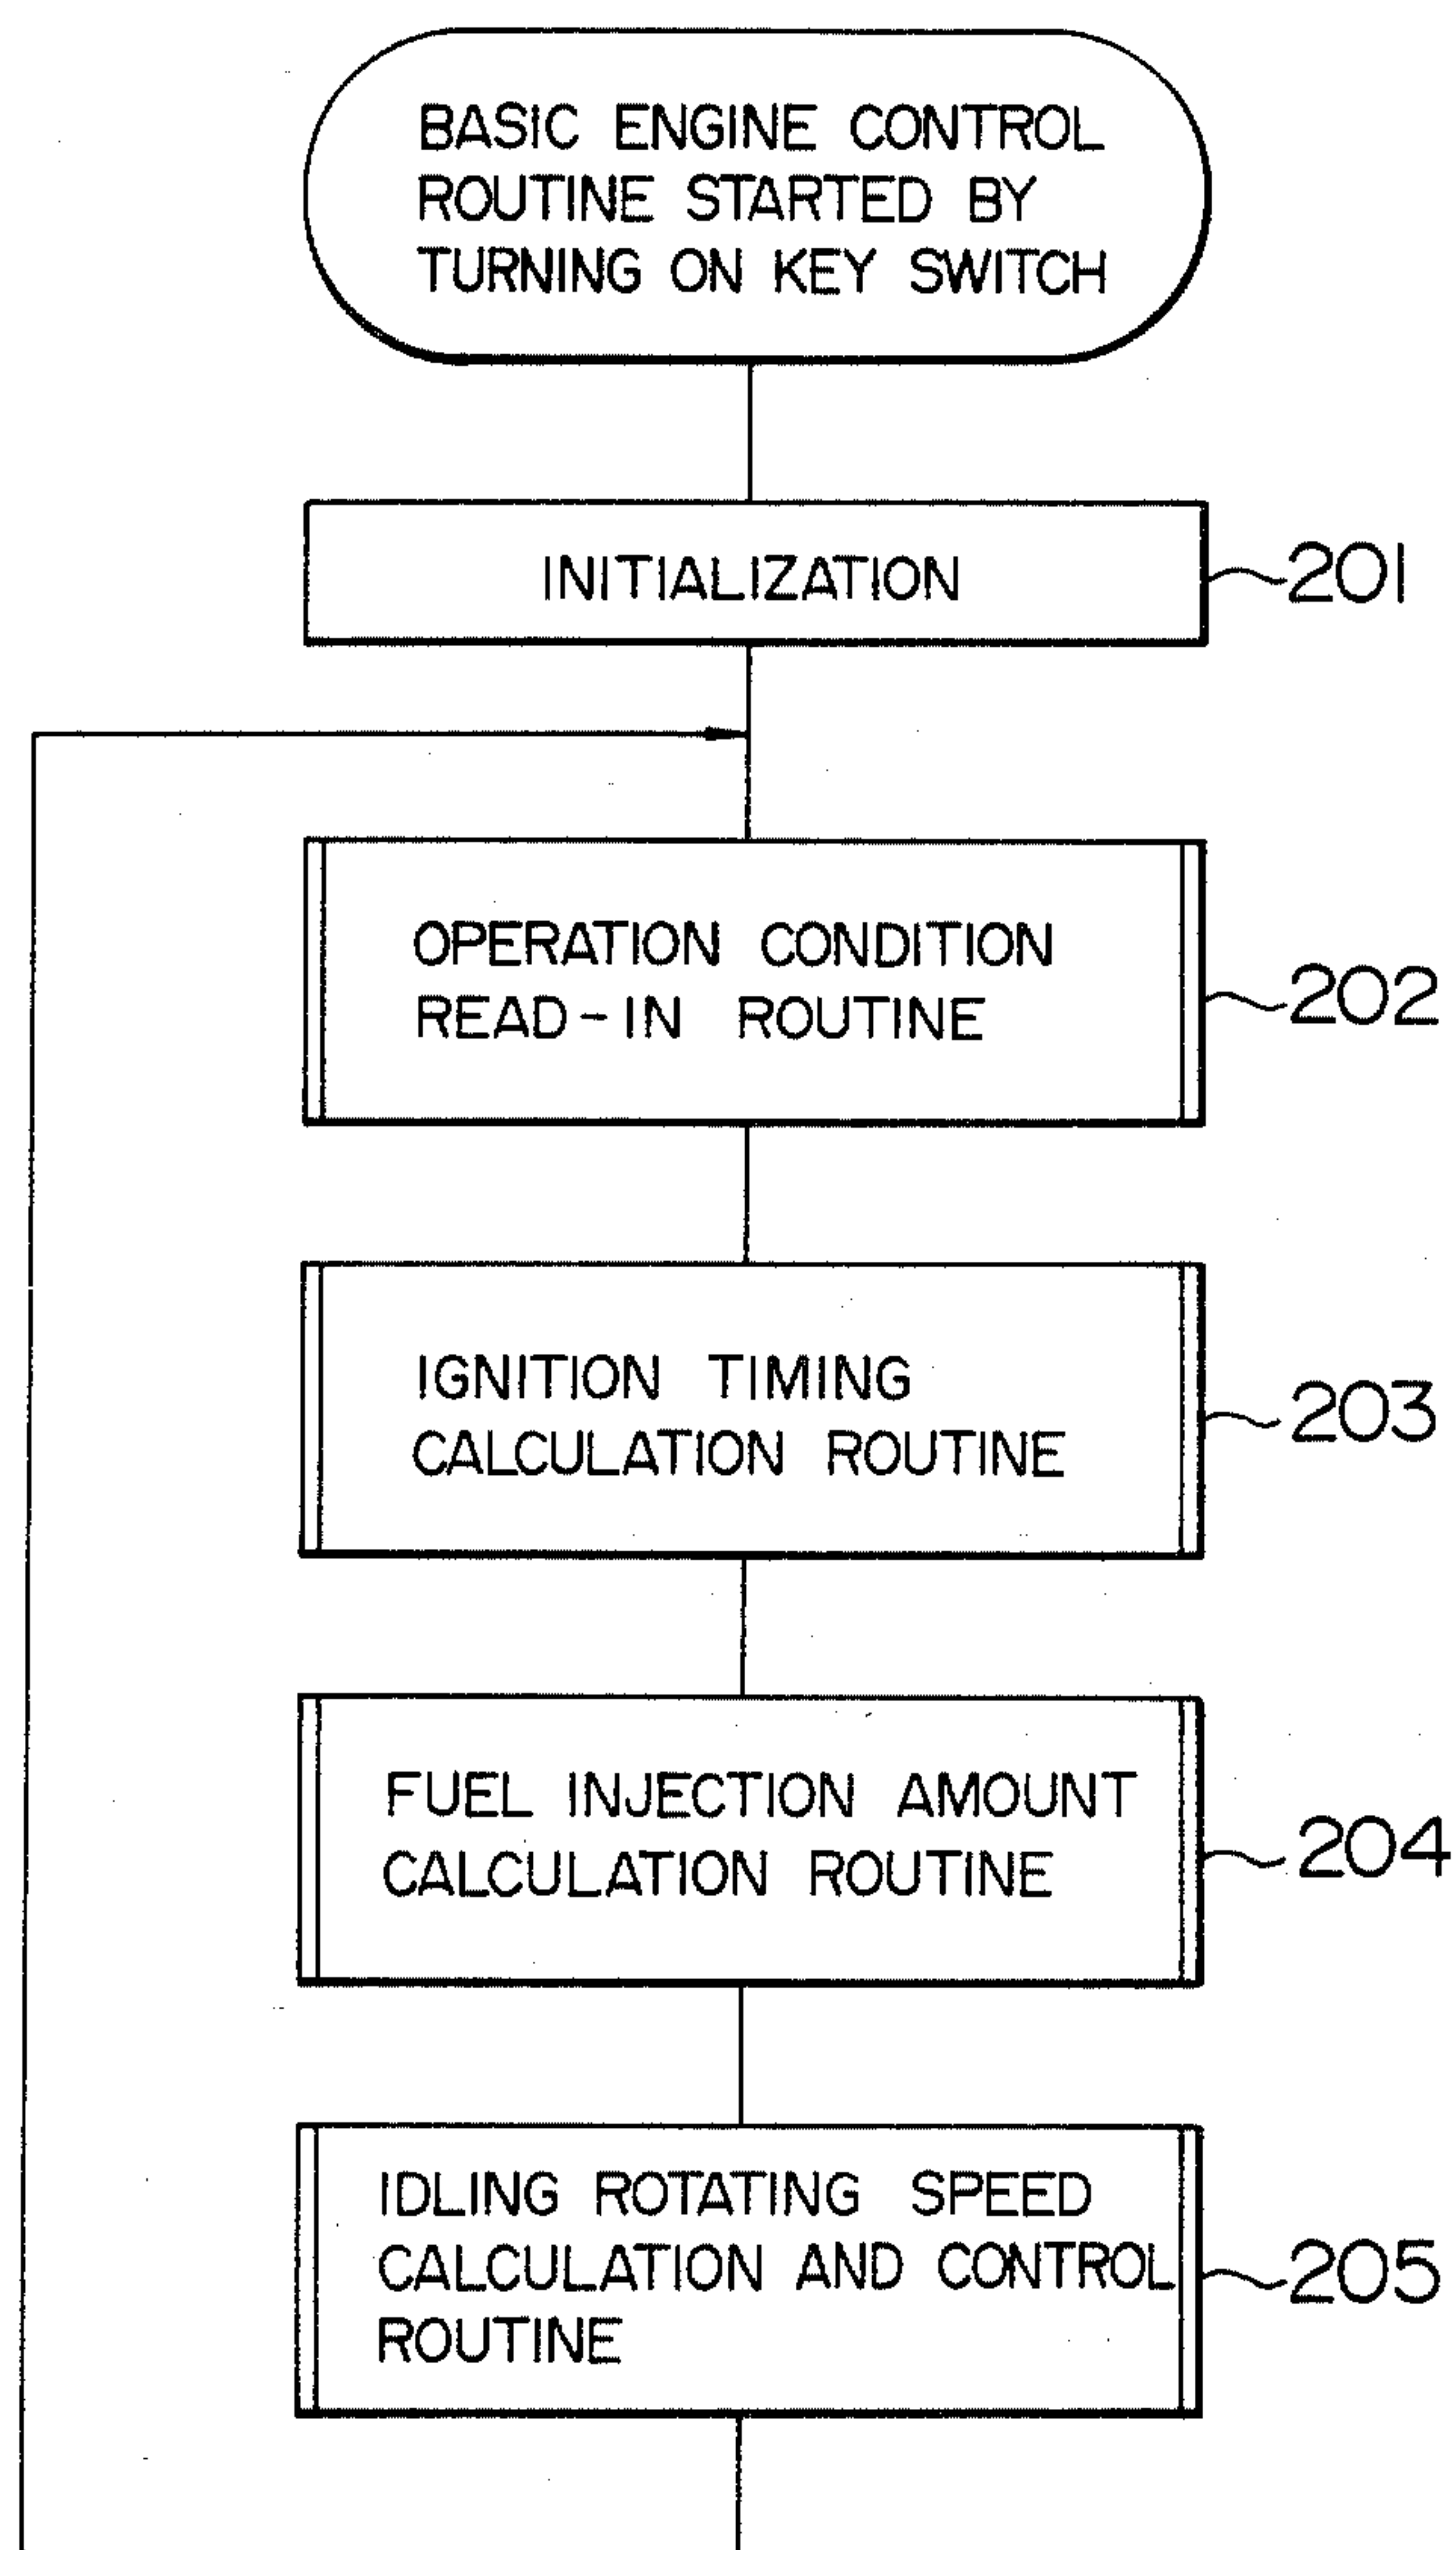 BASIC ENGINE CONTROL
ROUTINE STARTED BY
TURNING ON KEY SWITCH
INITIALIZATION
201
OPERATION CONDITION
READ-IN ROUTINE
202
IGNITION TIMING
CALCULATION ROUTINE
203
FUEL INJECTION AMOUNT
CALCULATION ROUTINE
204
IDLING ROTATING SPEED
CALCULATION AND CONTROL
ROUTINE
205